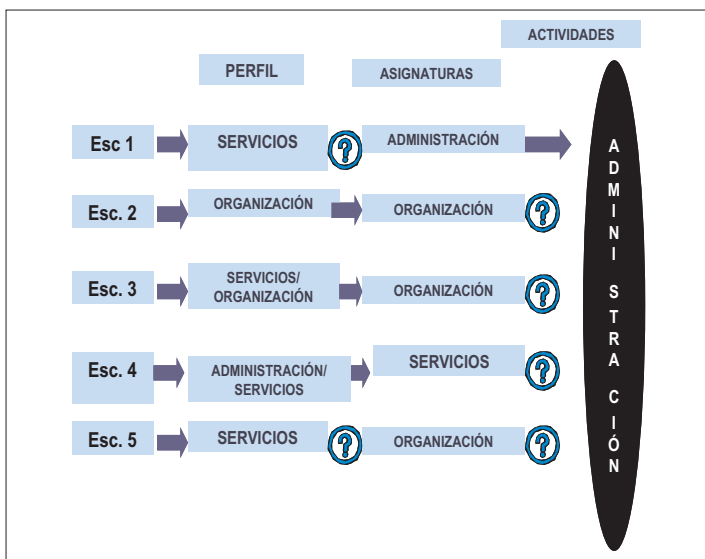 ACTIVIDADES
PERFIL
ASIGNATURAS
Esc 1
SERVICIOS
?
ADMINISTRACIÓN
Esc. 2
ORGANIZACIÓN
ORGANIZACIÓN
?
Esc. 3
SERVICIOS/
ORGANIZACIÓN
ORGANIZACIÓN
?
Esc. 4
ADMINISTRACIÓN/
SERVICIOS
SERVICIOS
?
Esc. 5
SERVICIOS
?
ORGANIZACIÓN
?
A
D
M
I
N
I
S
T
R
A
C
I
Ó
N